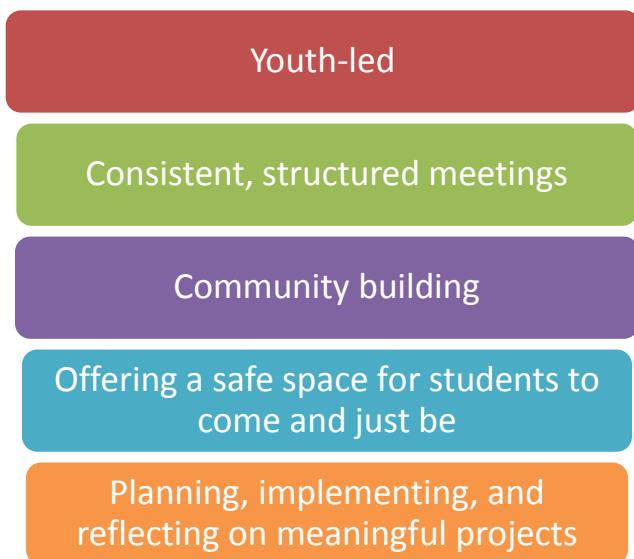 Youth-led
Consistent, structured meetings
Community building
Offering a safe space for students to
come and just be
Planning, implementing, and
reflecting on meaningful projects